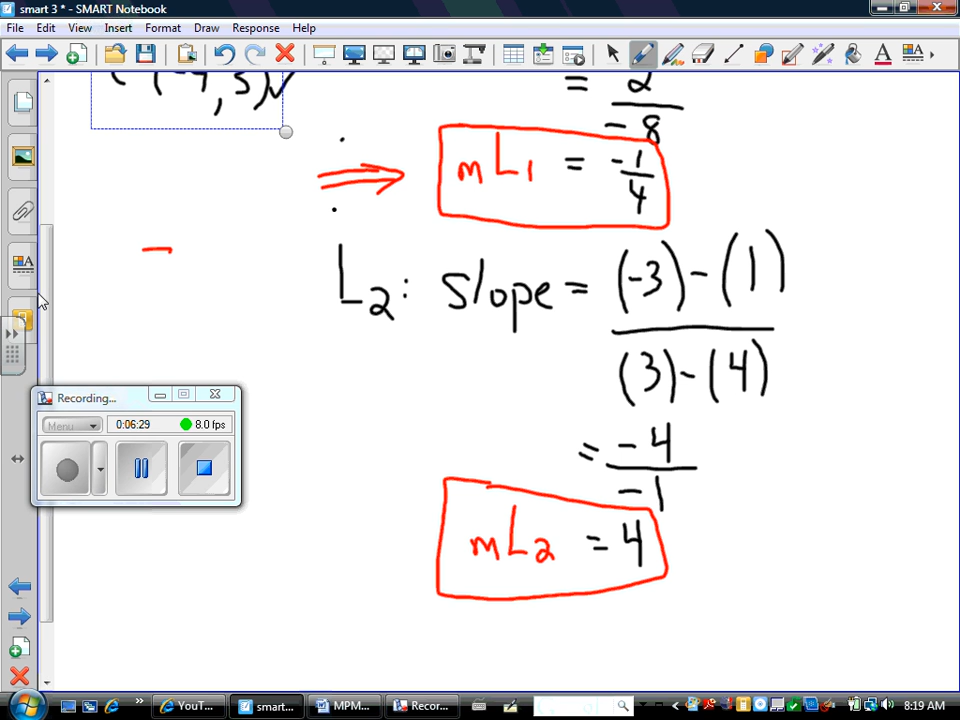 smart 3 * - SMART Notebook
File Edit View Insert Format Draw Response Help
= 2
- 8
mL1 = -1
4
L2: Slope = (-3) - (1)
(3) - (4)
= -4
-1
mL2 = 4
Recording...
Menu 0:06:29 8.0 fps
YouT... smart... MPM... Recor... 8:19 AM